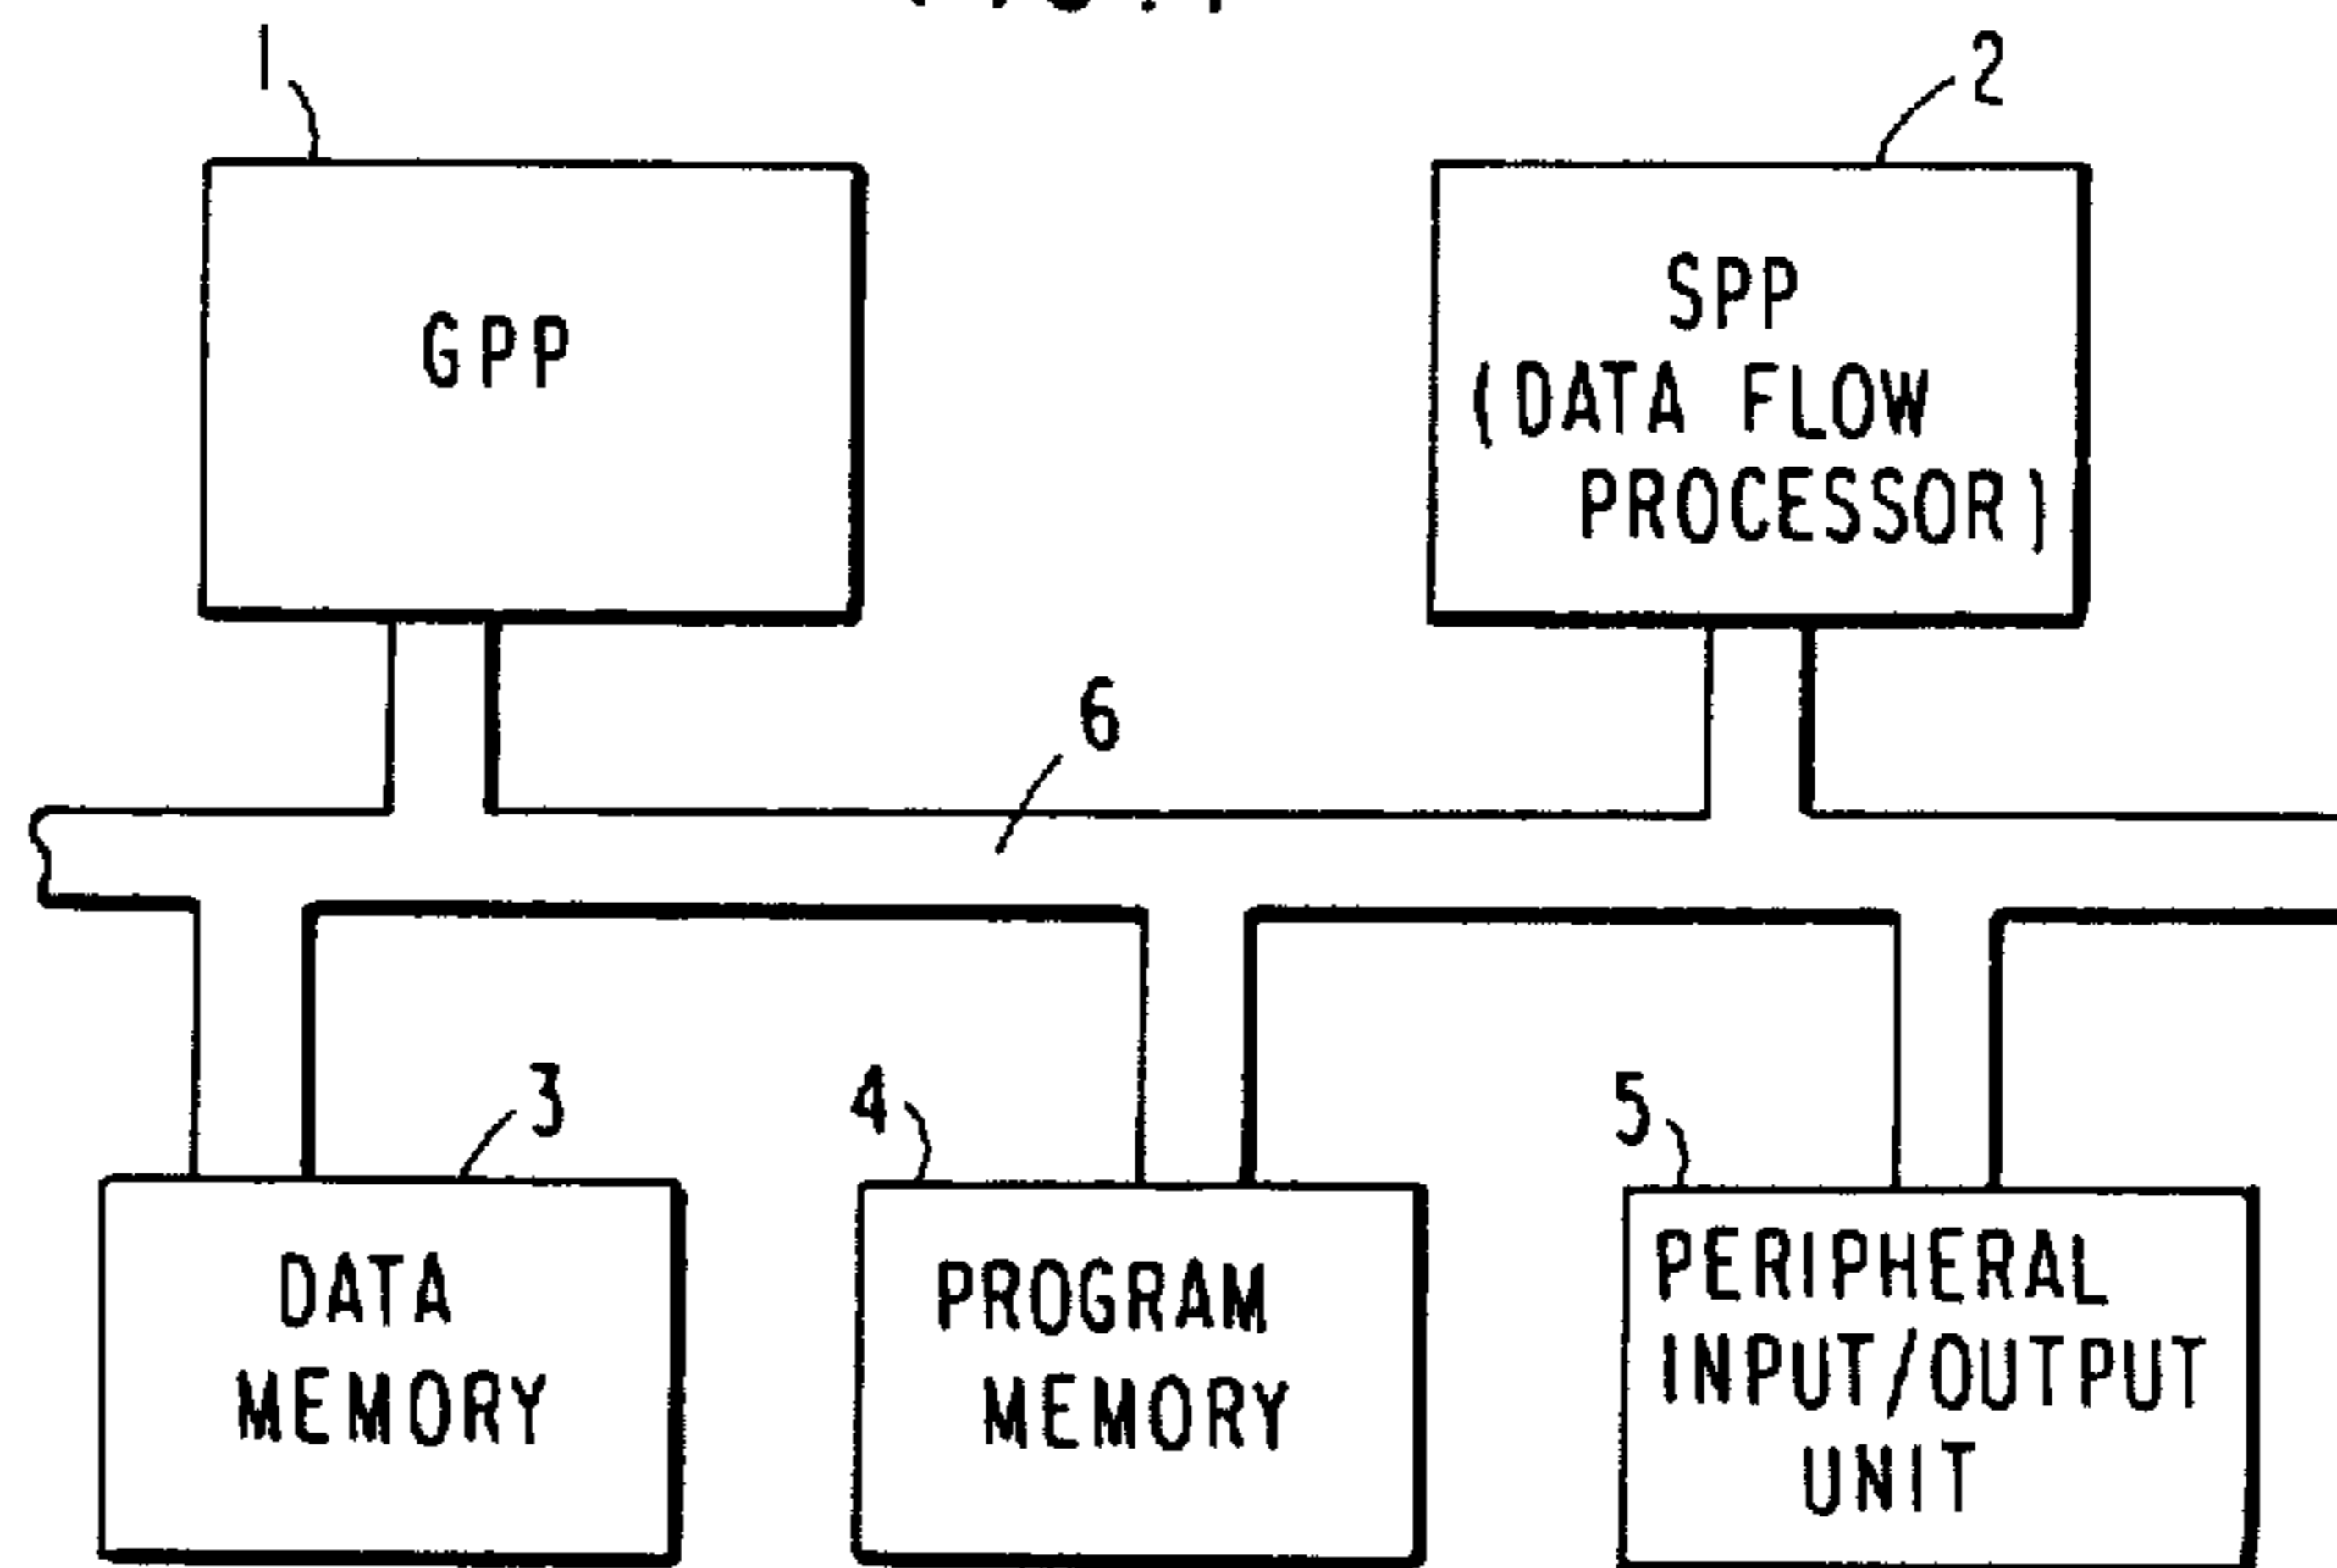 1
2
GPP
SPP
(DATA FLOW
PROCESSOR)
6
3
4
5
DATA
MEMORY
PROGRAM
MEMORY
PERIPHERAL
INPUT/OUTPUT
UNIT